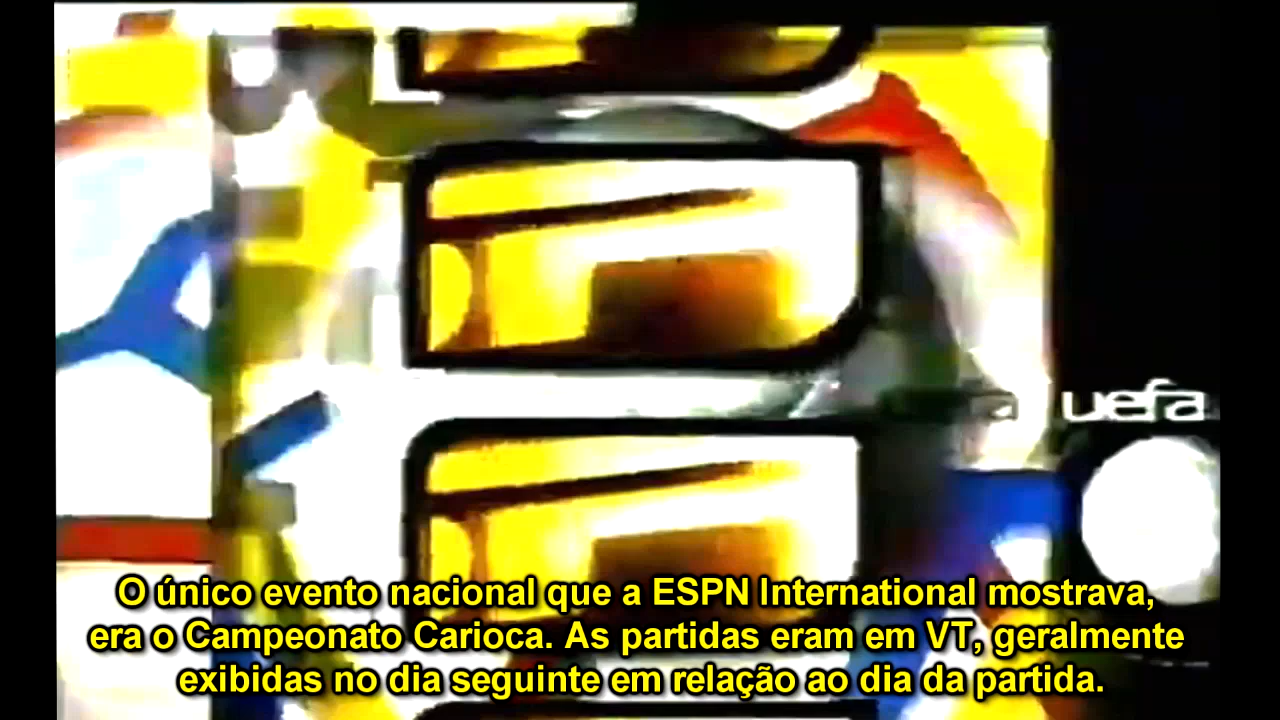 uefa
O único evento nacional que a ESPN International mostrava,
era o Campeonato Carioca. As partidas eram em VT, geralmente
exibidas no dia seguinte em relação ao dia da partida.